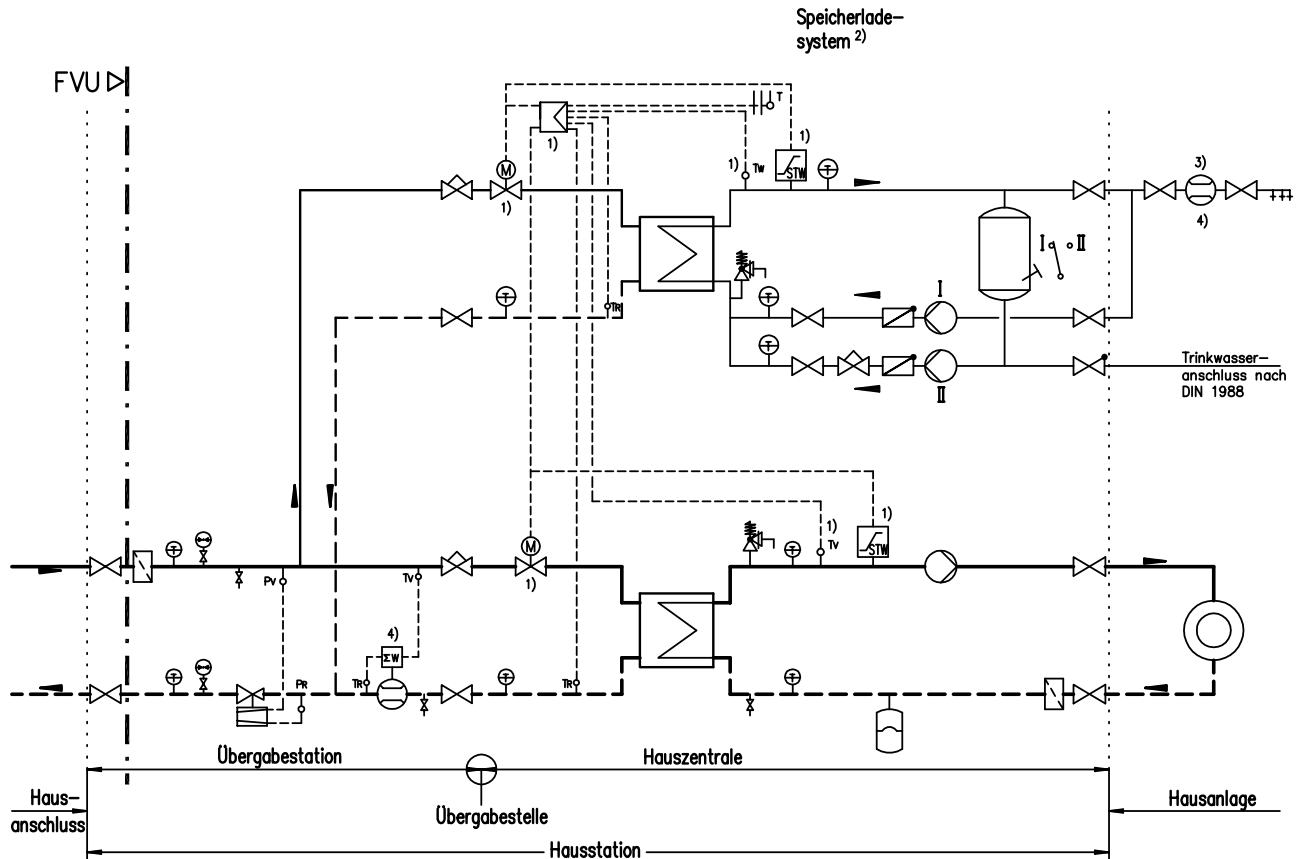 Speicherlade-
system 2)
FVU
T
1)
1)
M
1)
1)
TW
STW
T
3)
4)
I
II
T
TR
T
I
T
II
Trinkwasser-
anschluss nach
DIN 1988
1)
1)
M
TV
STW
T
T
PV
TV
1)
4)
ΣW
T
PR
TR
T
TR
T
Übergabestation
Hauszentrale
Haus-
anschluss
Übergabestelle
Hausanlage
Hausstation